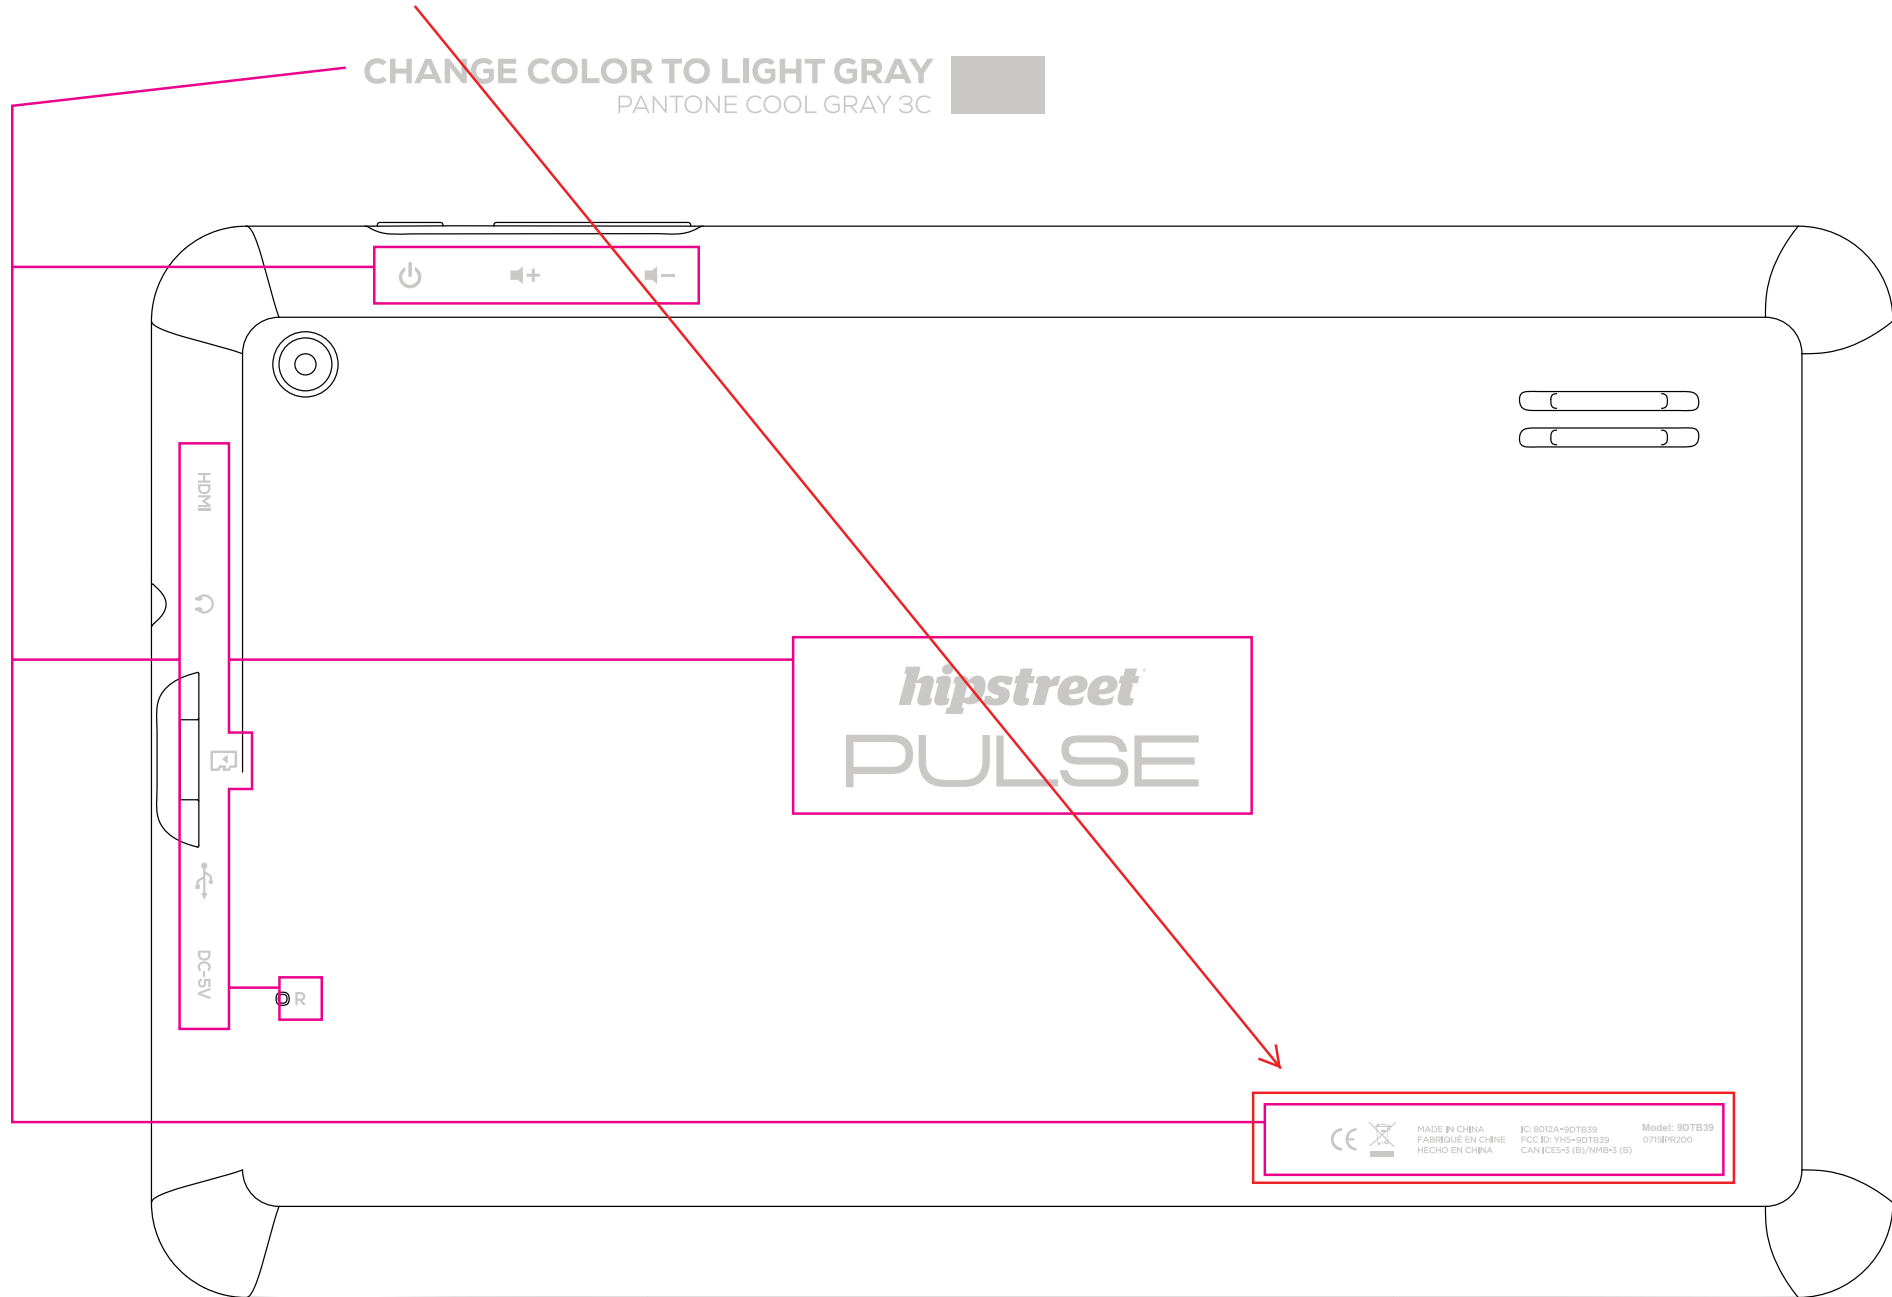 CHANGE COLOR TO LIGHT GRAY
PANTONE COOL GRAY 3C
HDMI
DC-5V
R
hipstreet
PULSE
CE
MADE IN CHINA
FABRIQUÉ EN CHINE
HECHO EN CHINA
IC: 8012A-9DTB39
FCC ID: YHS-9DTB39
CAN ICES-3 (B)/NMB-3 (B)
Model: 9DTB39
0715IPR200